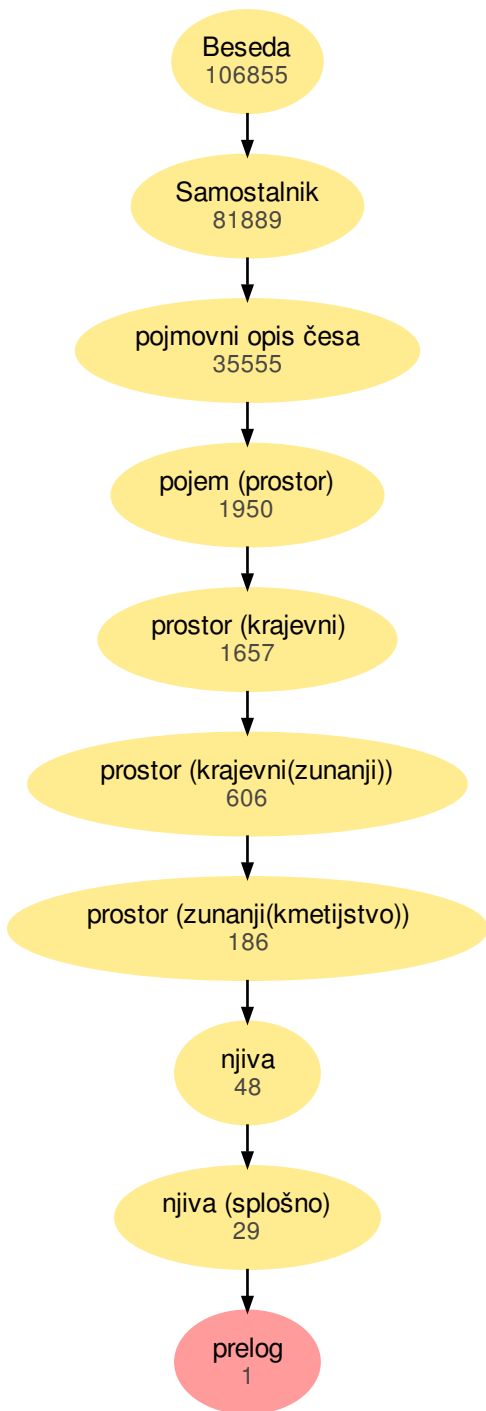 Beseda
106855
Samostalnik
81889
pojmovni opis česa
35555
pojem (prostor)
1950
prostor (krajevni)
1657
prostor (krajevni(zunanji))
606
prostor (zunanji(kmetijstvo))
186
njiva
48
njiva (splošno)
29
prelog
1